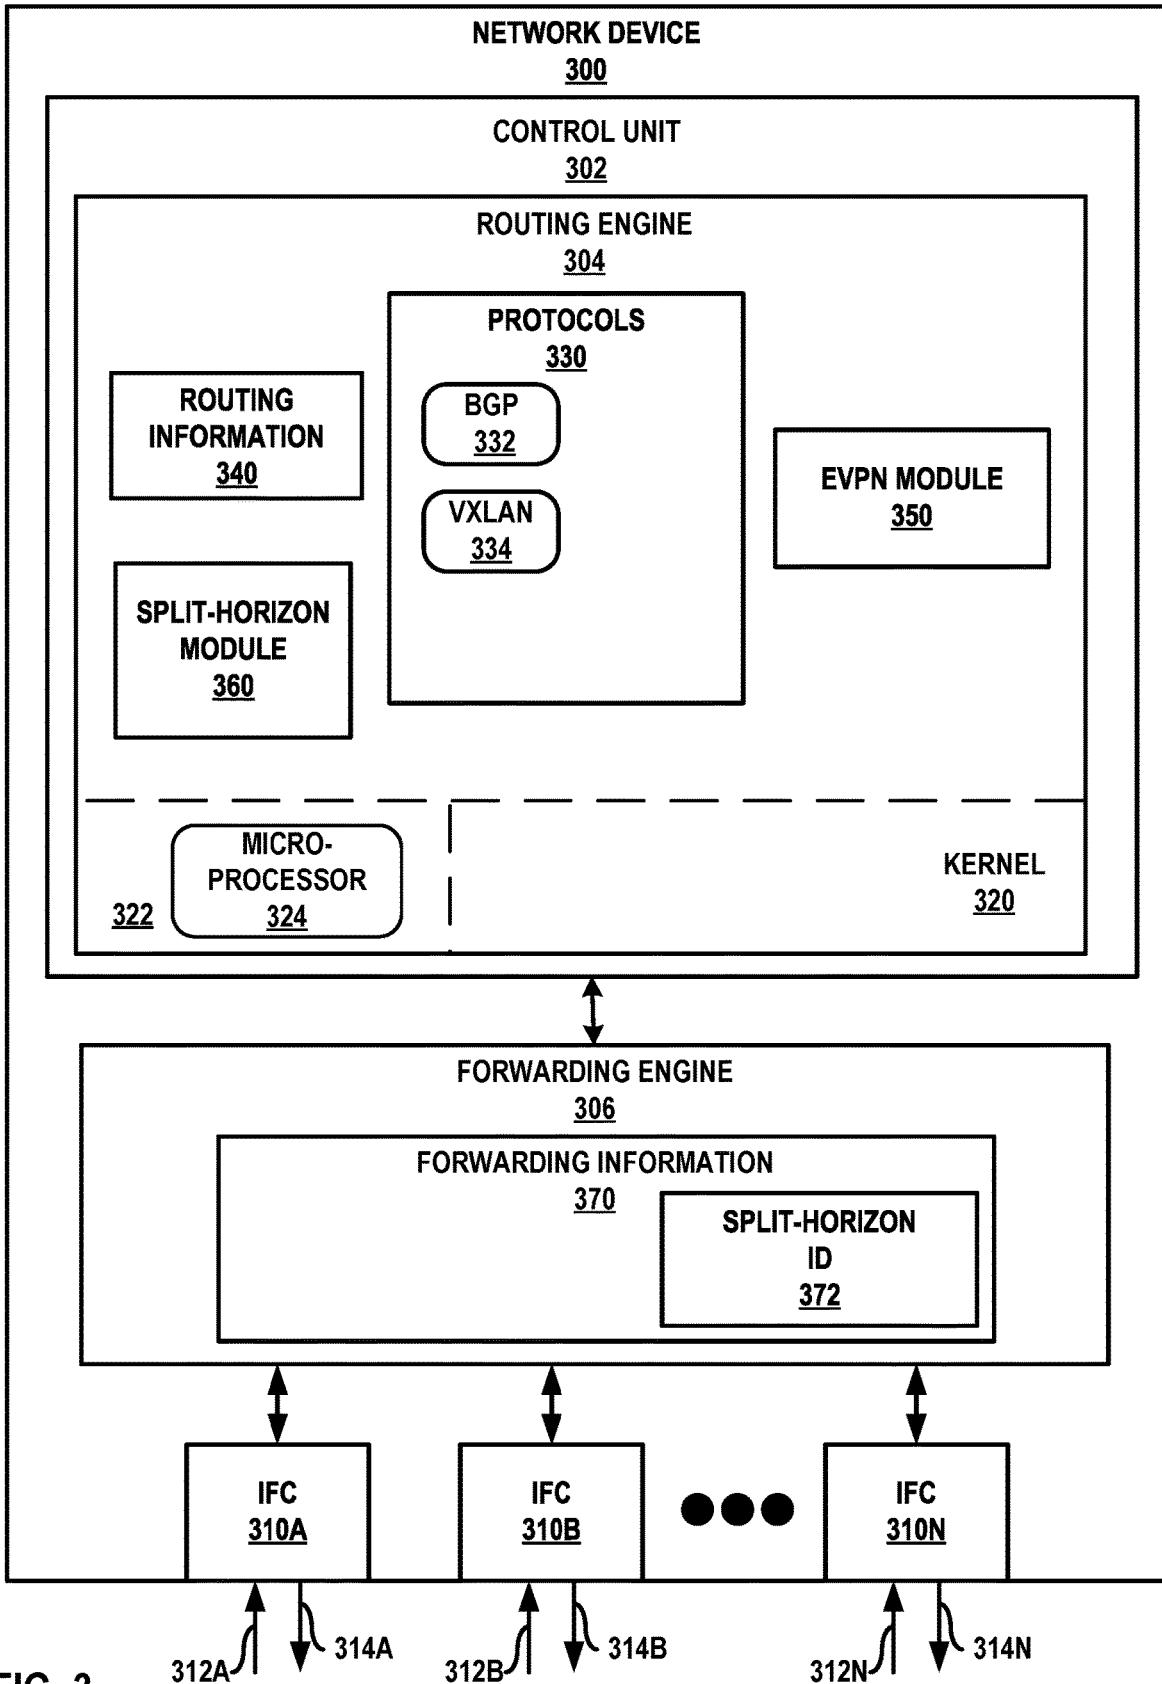 NETWORK DEVICE
300
CONTROL UNIT
302
ROUTING ENGINE
304
PROTOCOLS
330
BGP
332
VXLAN
334
ROUTING
INFORMATION
340
EVPN MODULE
350
SPLIT-HORIZON
MODULE
360
MICRO-
PROCESSOR
324
322
KERNEL
320
FORWARDING ENGINE
306
FORWARDING INFORMATION
370
SPLIT-HORIZON
ID
372
IFC
310A
IFC
310B
IFC
310N
312A
314A
312B
314B
312N
314N